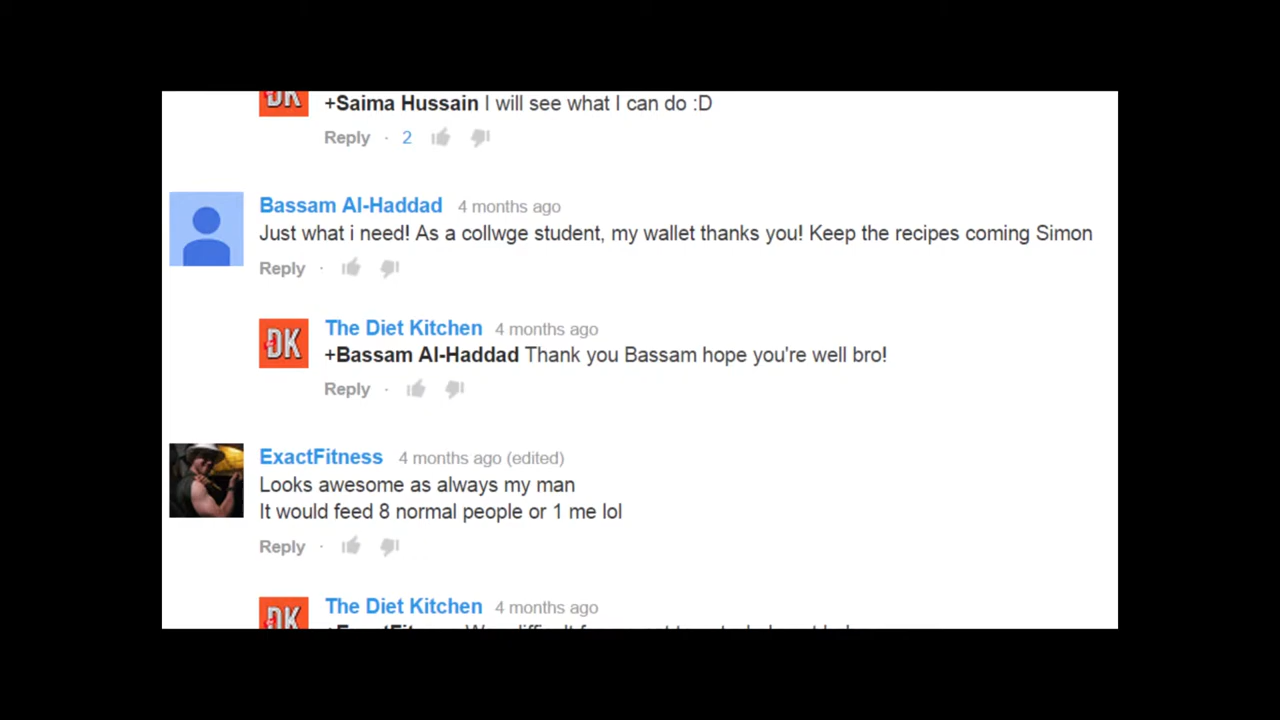 DK
+Saima Hussain I will see what I can do :D
Reply · 2
Bassam Al-Haddad 4 months ago
Just what i need! As a collwge student, my wallet thanks you! Keep the recipes coming Simon
Reply ·
DK The Diet Kitchen 4 months ago
+Bassam Al-Haddad Thank you Bassam hope you're well bro!
Reply ·
ExactFitness 4 months ago (edited)
Looks awesome as always my man
It would feed 8 normal people or 1 me lol
Reply ·
DK The Diet Kitchen 4 months ago